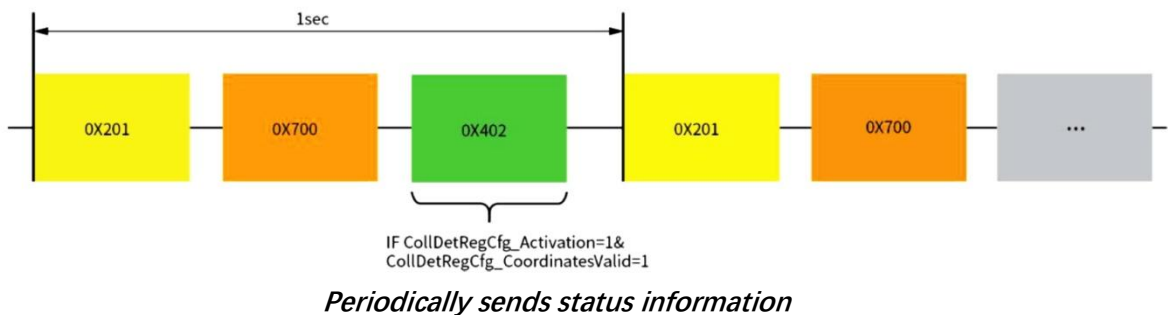 1sec
0X201
0X700
0X402
0X201
0X700
...
IF CollDetRegCfg_Activation=1&
CollDetRegCfg_CoordinatesValid=1
Periodically sends status information